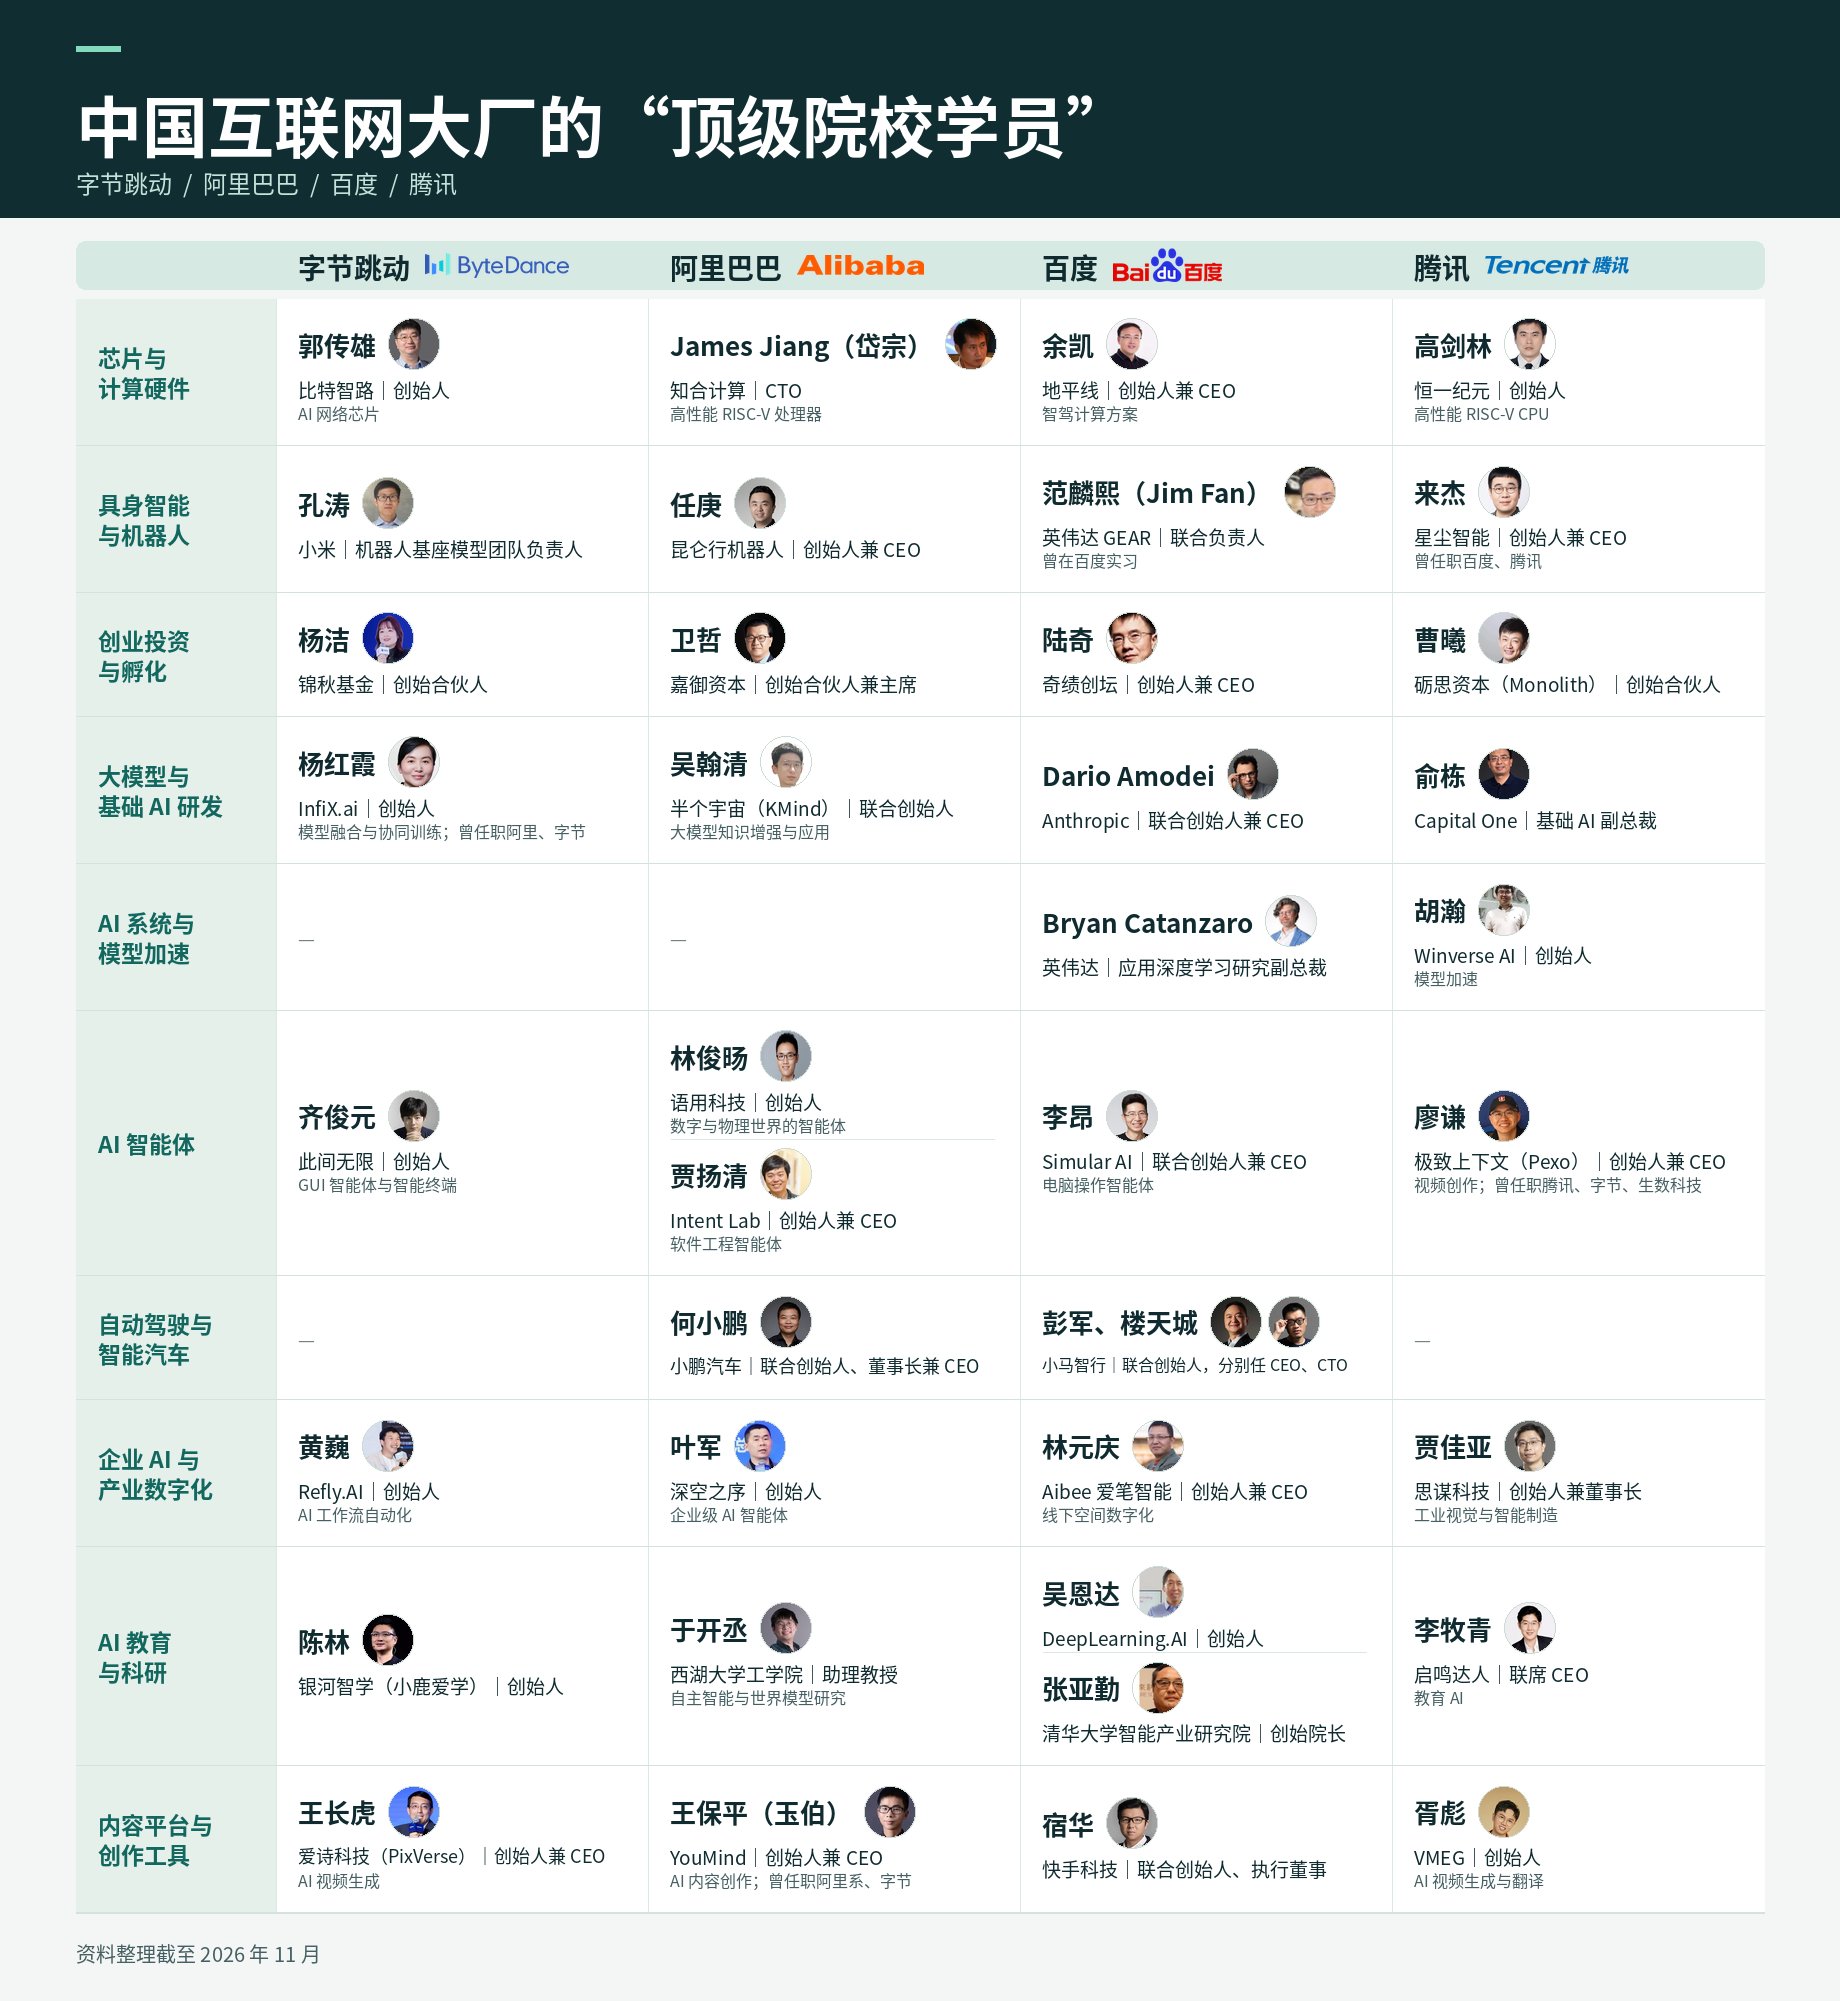 中国互联网大厂的“顶级院校学员”
字节跳动 / 阿里巴巴 / 百度 / 腾讯
字节跳动 ByteDance 阿里巴巴 Alibaba 百度 Bai du 百度 腾讯 Tencent 腾讯
芯片与
计算硬件
郭传雄
比特智路｜创始人
AI 网络芯片
James Jiang（岱宗）
知合计算｜CTO
高性能 RISC-V 处理器
余凯
地平线｜创始人兼 CEO
智驾计算方案
高剑林
恒一纪元｜创始人
高性能 RISC-V CPU
具身智能
与机器人
孔涛
小米｜机器人基座模型团队负责人
任庚
昆仑行机器人｜创始人兼 CEO
范麟熙（Jim Fan）
英伟达 GEAR｜联合负责人
曾在百度实习
来杰
星尘智能｜创始人兼 CEO
曾任职百度、腾讯
创业投资
与孵化
杨洁
锦秋基金｜创始合伙人
卫哲
嘉御资本｜创始合伙人兼主席
陆奇
奇绩创坛｜创始人兼 CEO
曹曦
砺思资本（Monolith）｜创始合伙人
大模型与
基础 AI 研发
杨红霞
InfiX.ai｜创始人
模型融合与协同训练；曾任职阿里、字节
吴翰清
半个宇宙（KMind）｜联合创始人
大模型知识增强与应用
Dario Amodei
Anthropic｜联合创始人兼 CEO
俞栋
Capital One｜基础 AI 副总裁
AI 系统与
模型加速
—
—
Bryan Catanzaro
英伟达｜应用深度学习研究副总裁
胡瀚
Winverse AI｜创始人
模型加速
AI 智能体
齐俊元
此间无限｜创始人
GUI 智能体与智能终端
林俊旸
语用科技｜创始人
数字与物理世界的智能体
贾扬清
Intent Lab｜创始人兼 CEO
软件工程智能体
李昂
Simular AI｜联合创始人兼 CEO
电脑操作智能体
廖谦
极致上下文（Pexo）｜创始人兼 CEO
视频创作；曾任职腾讯、字节、生数科技
自动驾驶与
智能汽车
—
何小鹏
小鹏汽车｜联合创始人、董事长兼 CEO
彭军、楼天城
小马智行｜联合创始人，分别任 CEO、CTO
—
企业 AI 与
产业数字化
黄巍
Refly.AI｜创始人
AI 工作流自动化
叶军
深空之序｜创始人
企业级 AI 智能体
林元庆
Aibee 爱笔智能｜创始人兼 CEO
线下空间数字化
贾佳亚
思谋科技｜创始人兼董事长
工业视觉与智能制造
AI 教育
与科研
陈林
银河智学（小鹿爱学）｜创始人
于开丞
西湖大学工学院｜助理教授
自主智能与世界模型研究
吴恩达
DeepLearning.AI｜创始人
张亚勤
清华大学智能产业研究院｜创始院长
李牧青
启鸣达人｜联席 CEO
教育 AI
内容平台与
创作工具
王长虎
爱诗科技（PixVerse）｜创始人兼 CEO
AI 视频生成
王保平（玉伯）
YouMind｜创始人兼 CEO
AI 内容创作；曾任职阿里系、字节
宿华
快手科技｜联合创始人、执行董事
胥彪
VMEG｜创始人
AI 视频生成与翻译
资料整理截至 2026 年 11 月